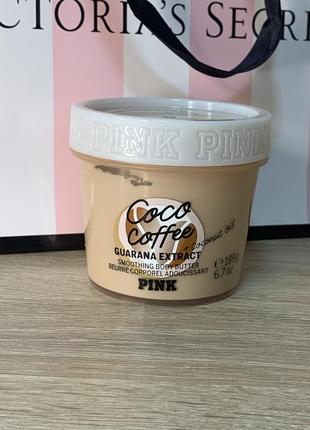 VICTORIA'S SECRET
PINK PINK
Coco
Coffee
+ coconut oil
GUARANA EXTRACT
SMOOTHING BODY BUTTER
BEURRE CORPOREL ADOUCISSANT
℮ 189 g
6.7 oz
PINK